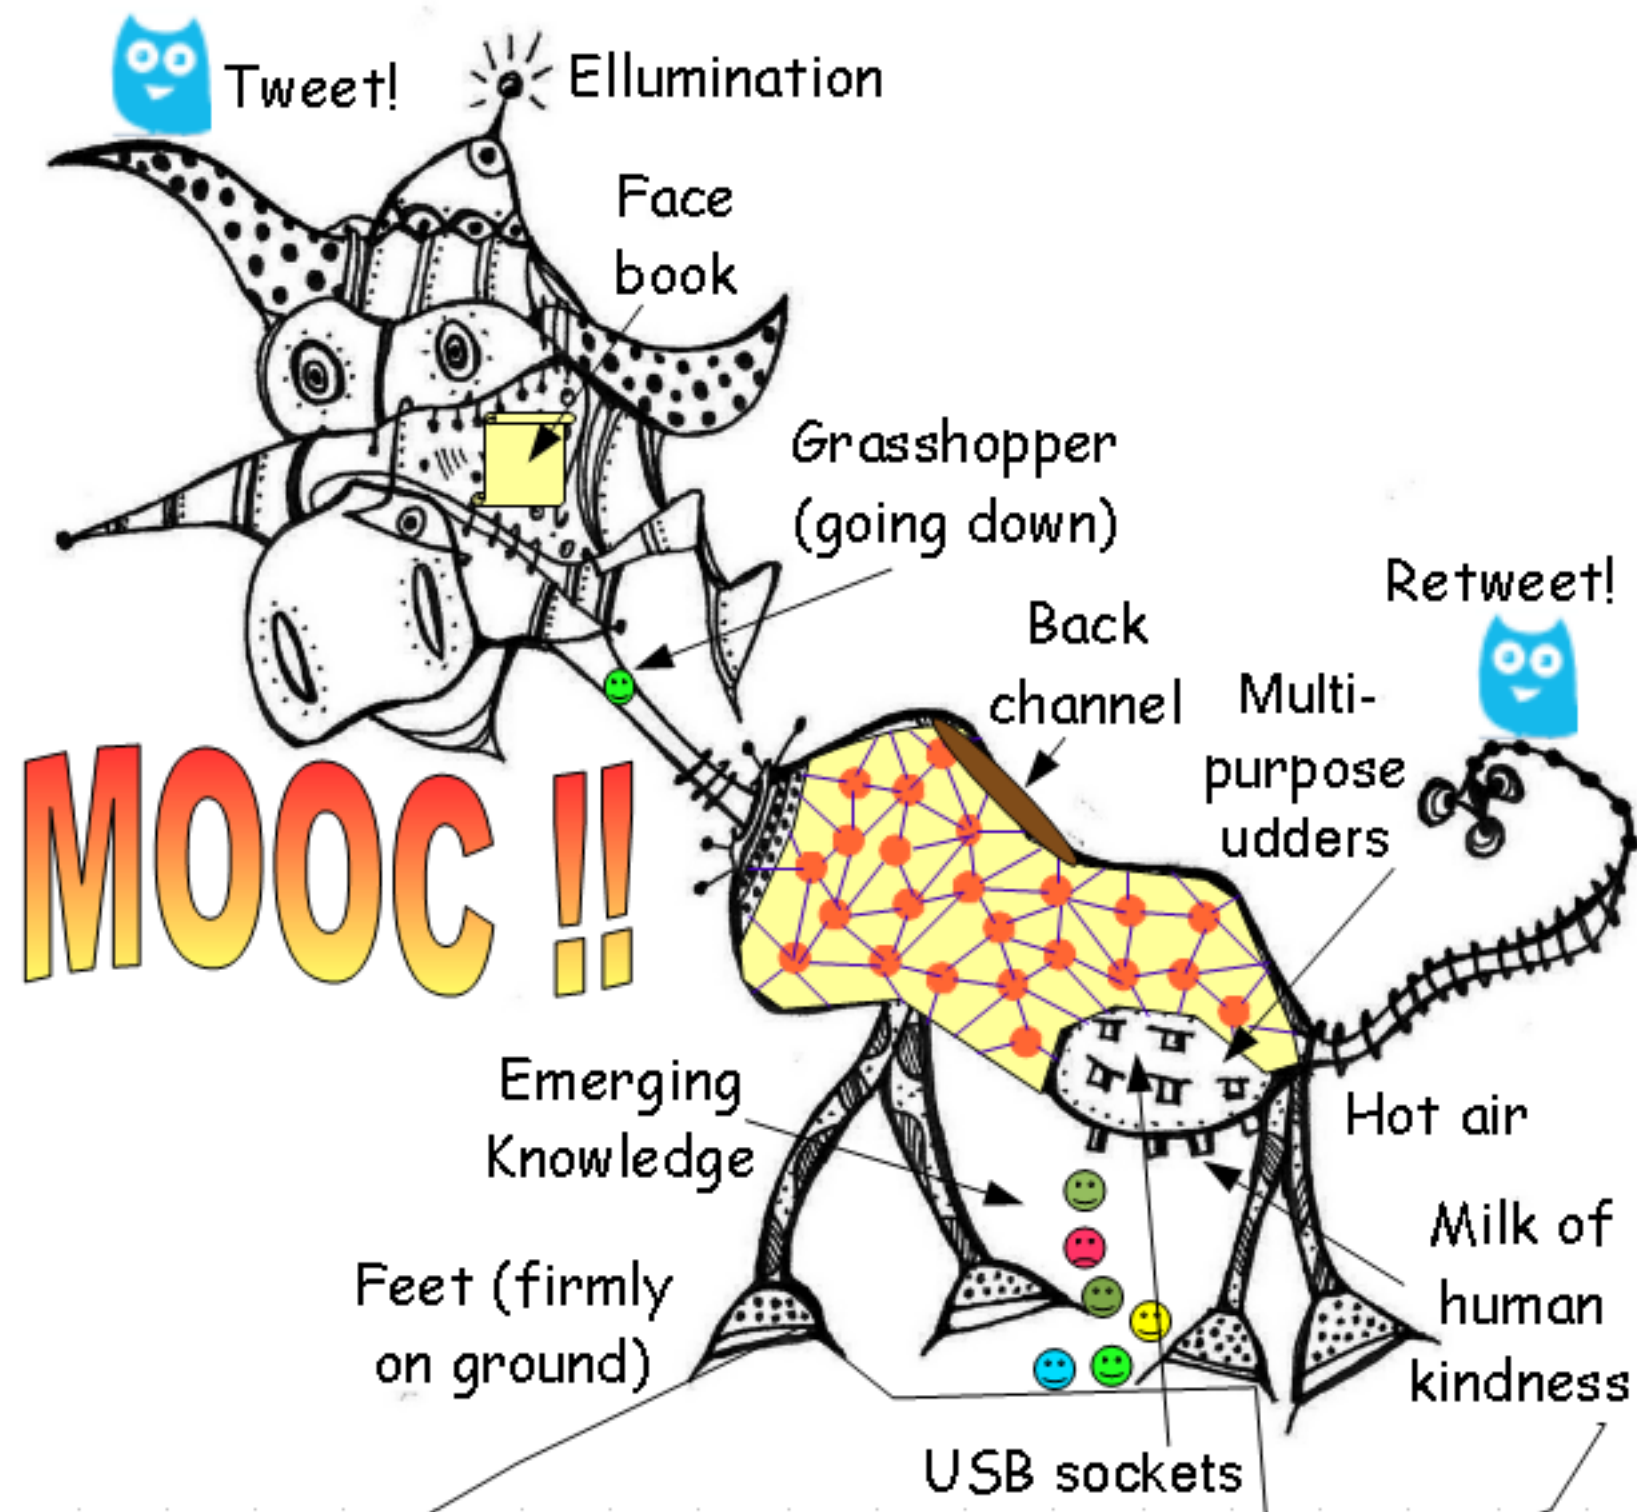 Tweet!
Ellumination
Face
book
Grasshopper
(going down)
Retweet!
Back
channel
Multi-
purpose
udders
MOOC !!
Emerging
Knowledge
Hot air
Milk of
human
kindness
Feet (firmly
on ground)
USB sockets